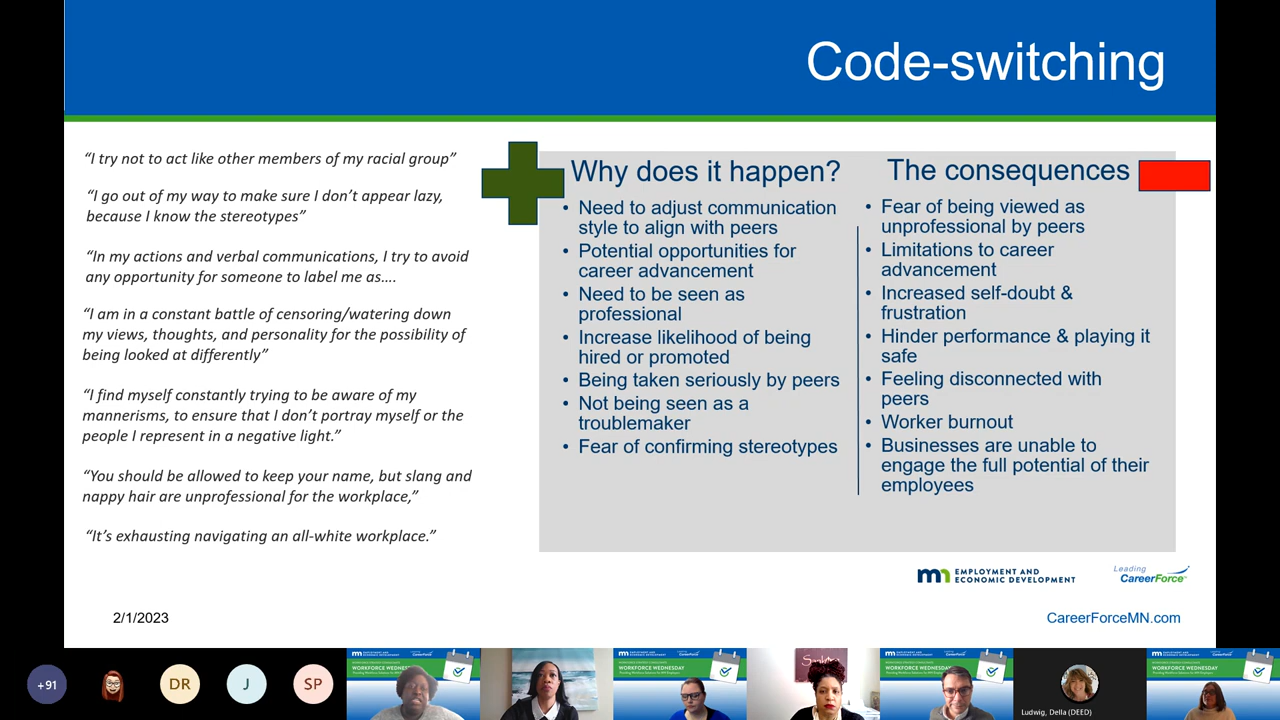 Code-switching
“I try not to act like other members of my racial group”
“I go out of my way to make sure I don’t appear lazy,
because I know the stereotypes”
“In my actions and verbal communications, I try to avoid
any opportunity for someone to label me as….
“I am in a constant battle of censoring/watering down
my views, thoughts, and personality for the possibility of
being looked at differently”
“I find myself constantly trying to be aware of my
mannerisms, to ensure that I don’t portray myself or the
people I represent in a negative light.”
“You should be allowed to keep your name, but slang and
nappy hair are unprofessional for the workplace,”
“It’s exhausting navigating an all-white workplace.”
Why does it happen?
• Need to adjust communication
style to align with peers
• Potential opportunities for
career advancement
• Need to be seen as
professional
• Increase likelihood of being
hired or promoted
• Being taken seriously by peers
• Not being seen as a
troublemaker
• Fear of confirming stereotypes
The consequences
• Fear of being viewed as
unprofessional by peers
• Limitations to career
advancement
• Increased self-doubt &
frustration
• Hinder performance & playing it
safe
• Feeling disconnected with
peers
• Worker burnout
• Businesses are unable to
engage the full potential of their
employees
mn EMPLOYMENT AND
ECONOMIC DEVELOPMENT
Leading
CareerForce
2/1/2023
CareerForceMN.com
+91
DR
J
SP
WORKFORCE WEDNESDAY
WORKFORCE WEDNESDAY
WORKFORCE WEDNESDAY
Ludwig, Della (DEED)
WORKFORCE WEDNESDAY